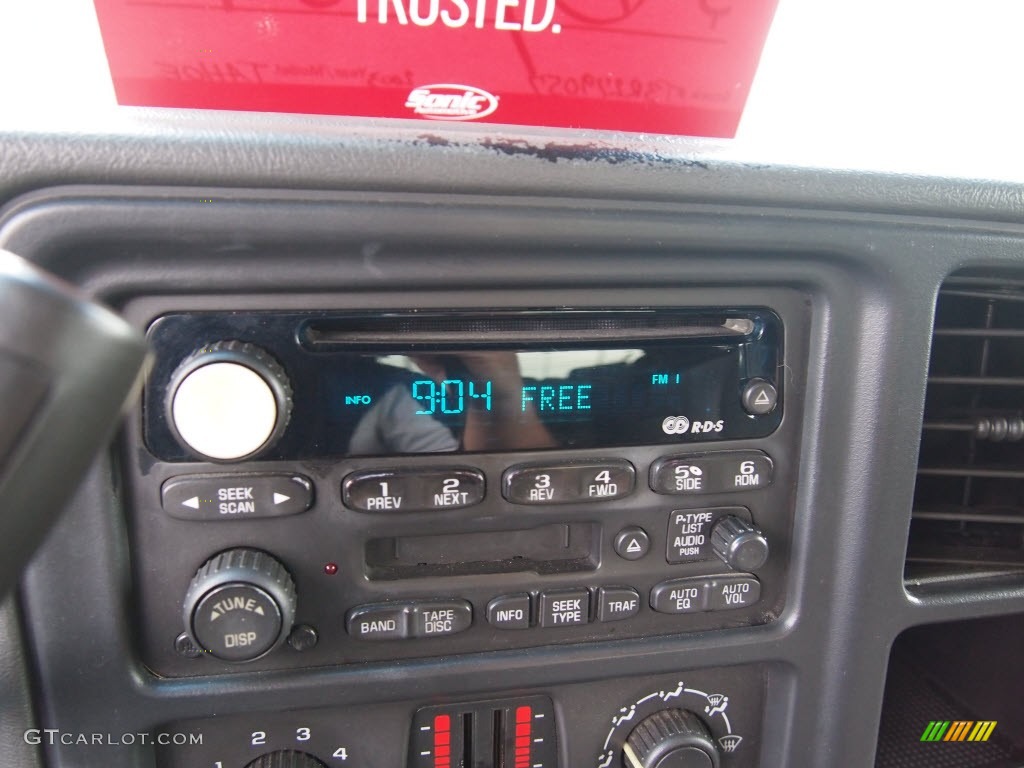 TRUSTED.
Sonic
INFO 9:04 FREE FM 1
R·D·S
SEEK SCAN
1 PREV 2 NEXT
3 REV 4 FWD
5 SIDE 6 RDM
P-TYPE LIST AUDIO PUSH
TUNE DISP
BAND TAPE DISC
INFO SEEK TYPE TRAF
AUTO EQ AUTO VOL
1 2 3 4
GTCARLOT.COM